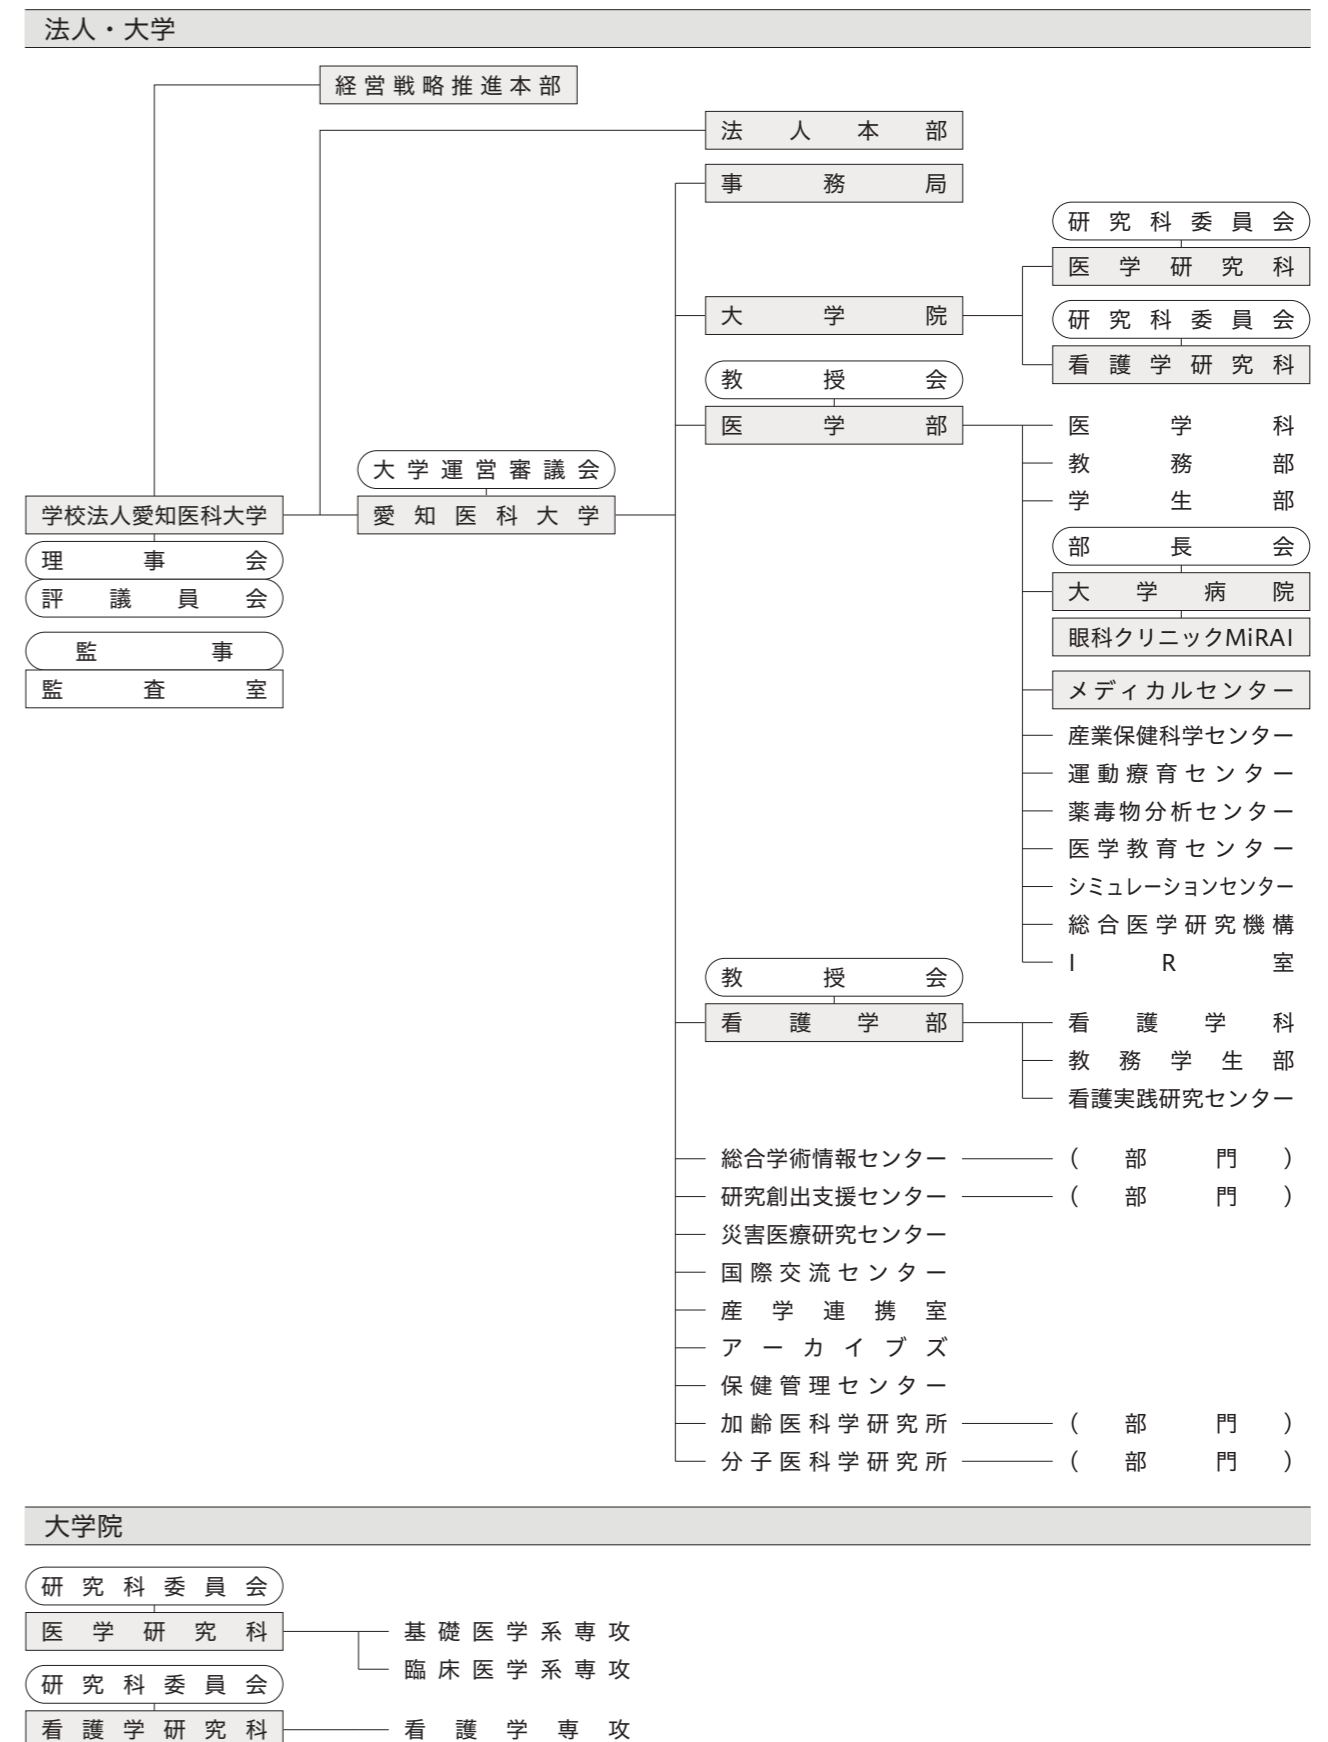 法人・大学
経営戦略推進本部
法人本部
事務局
研究科委員会
医学研究科
大学院
研究科委員会
看護学研究科
教授会
医学部
医学科
教務部
学生部
大学運営審議会
学校法人愛知医科大学
愛知医科大学
理事会
評議員会
監事
監査室
部長会
大学病院
眼科クリニックMiRAI
メディカルセンター
産業保健科学センター
運動療育センター
薬毒物分析センター
医学教育センター
シミュレーションセンター
総合医学研究機構
IR室
教授会
看護学部
看護学科
教務学生部
看護実践研究センター
総合学術情報センター (部門)
研究創出支援センター (部門)
災害医療研究センター
国際交流センター
産学連携室
アーカイブズ
保健管理センター
加齢医科学研究所 (部門)
分子医科学研究所 (部門)
大学院
研究科委員会
医学研究科
基礎医学系専攻
臨床医学系専攻
研究科委員会
看護学研究科
看護学専攻